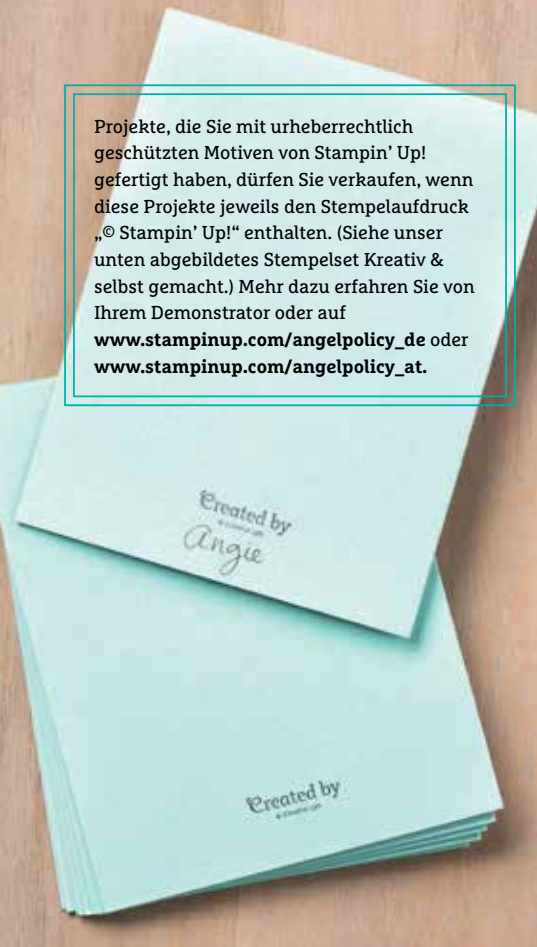 Projekte, die Sie mit urheberrechtlich
geschützten Motiven von Stampin’ Up!
gefertigt haben, dürfen Sie verkaufen, wenn
diese Projekte jeweils den Stempelaufdruck
„© Stampin’ Up!“ enthalten. (Siehe unser
unten abgebildetes Stempelset Kreativ &
selbst gemacht.) Mehr dazu erfahren Sie von
Ihrem Demonstrator oder auf
www.stampinup.com/angelpolicy_de oder
www.stampinup.com/angelpolicy_at.
Created by
angie
Created by